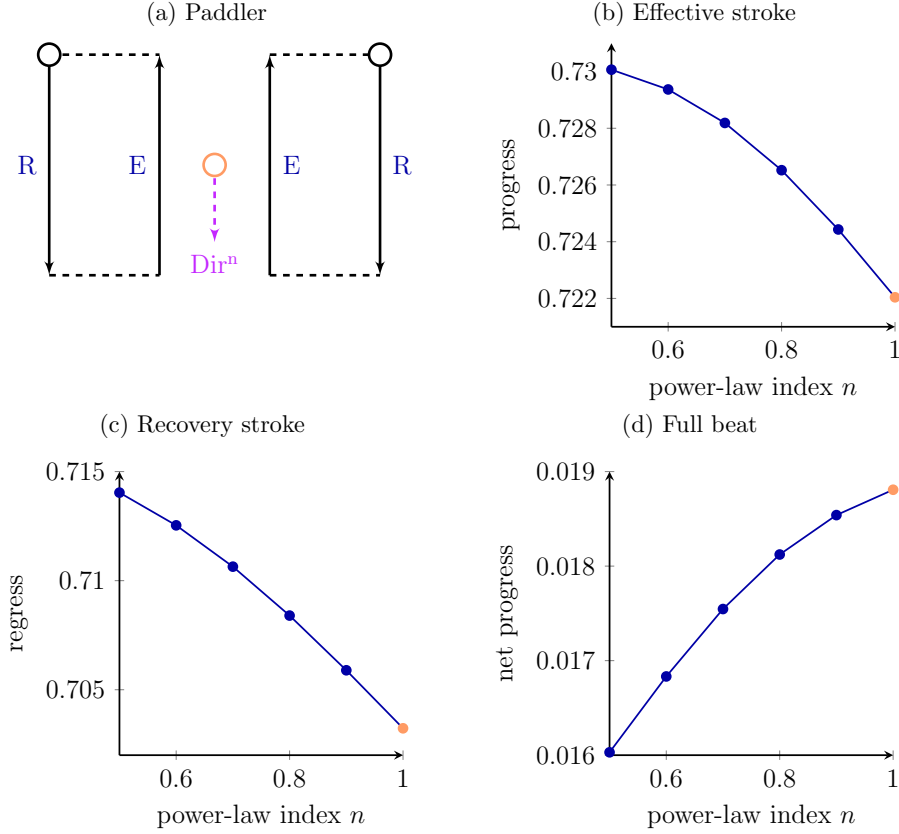 (a) Paddler
R
E
E
R
Dirⁿ
(b) Effective stroke
progress
0.73
0.728
0.726
0.724
0.722
0.6
0.8
1
power-law index n
(c) Recovery stroke
regress
0.715
0.71
0.705
0.6
0.8
1
power-law index n
(d) Full beat
net progress
0.019
0.018
0.017
0.016
0.6
0.8
1
power-law index n